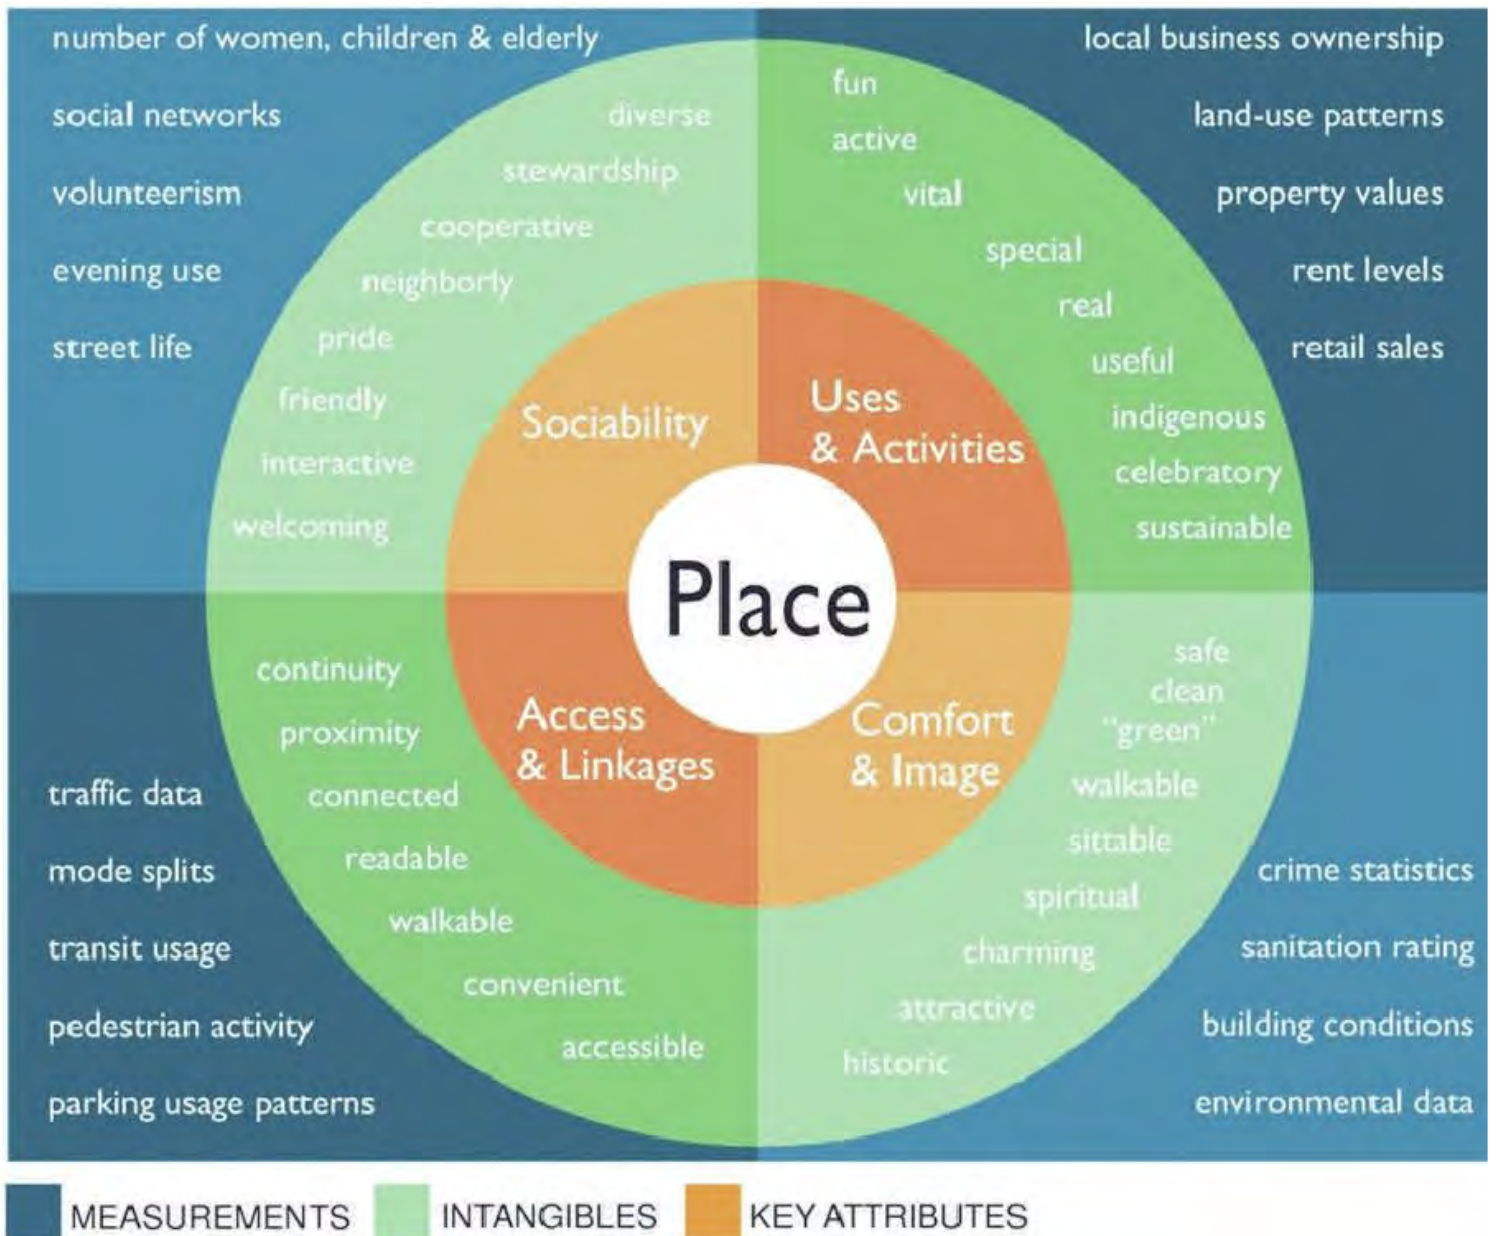 number of women, children & elderly
social networks
volunteerism
evening use
street life
diverse
stewardship
cooperative
neighborly
pride
friendly
interactive
welcoming
fun
active
vital
special
real
useful
indigenous
celebratory
sustainable
local business ownership
land-use patterns
property values
rent levels
retail sales
Sociability
Uses
& Activities
Place
Access
& Linkages
Comfort
& Image
continuity
proximity
connected
readable
walkable
convenient
accessible
traffic data
mode splits
transit usage
pedestrian activity
parking usage patterns
safe
clean
"green"
walkable
sittable
spiritual
charming
attractive
historic
crime statistics
sanitation rating
building conditions
environmental data
MEASUREMENTS
INTANGIBLES
KEY ATTRIBUTES